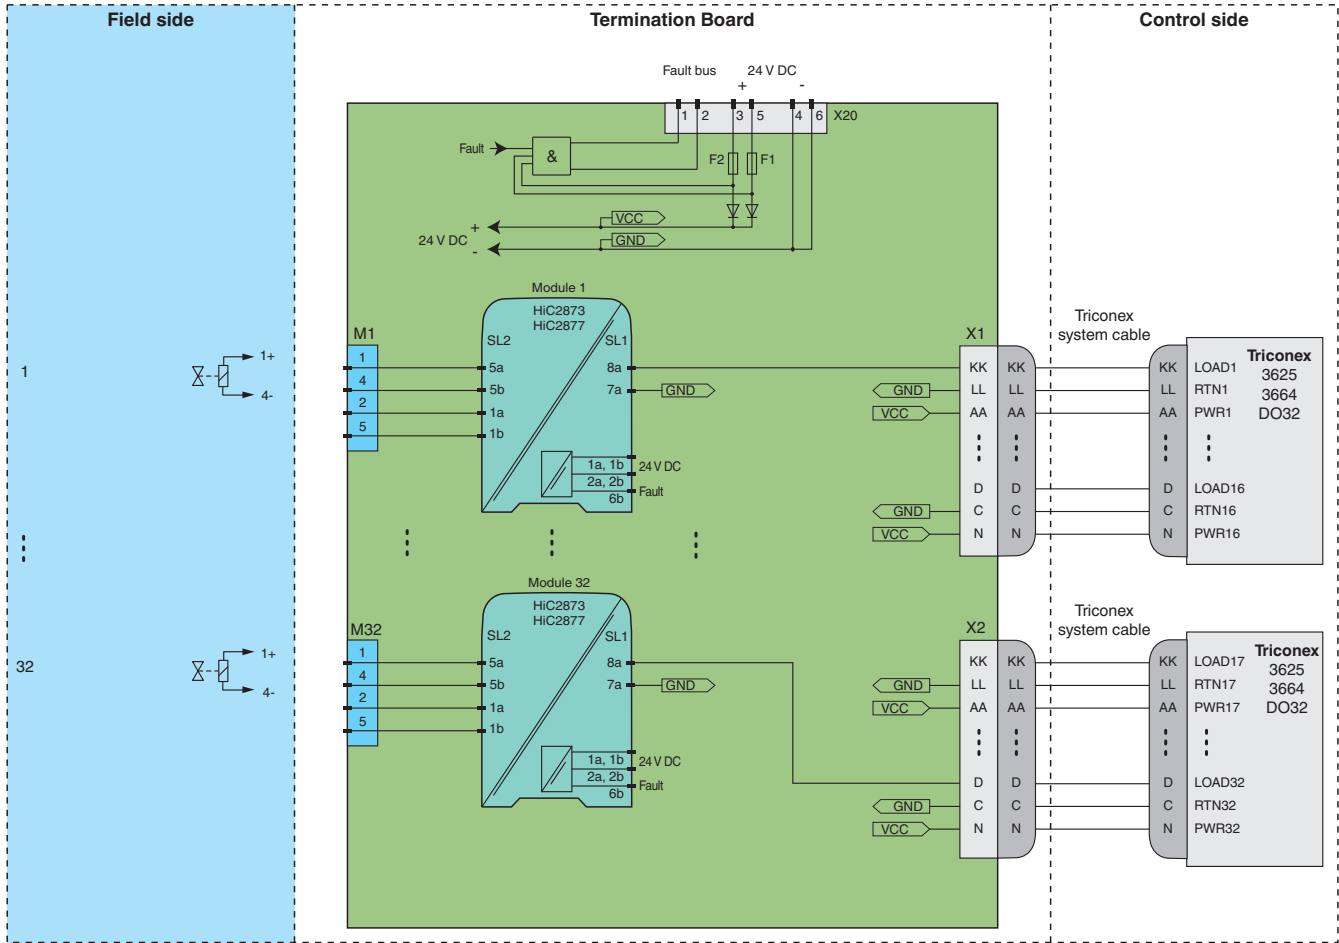 Field side
Termination Board
Control side
Fault bus 24 V DC
+ -
1 2 3 5 4 6 X20
Fault
&
F2 F1
VCC
+
24 V DC
GND
-
Module 1
HiC2873
HiC2877
M1
SL2 SL1
1 5a 8a
4 5b 7a GND
2 1a
5 1b
1a, 1b 24 V DC
2a, 2b
6b Fault
1
1+
4-
X1
Triconex
system cable
KK KK KK LOAD1
GND LL LL LL RTN1
VCC AA AA AA PWR1
D D D LOAD16
GND C C C RTN16
VCC N N N PWR16
Triconex
3625
3664
DO32
Module 32
HiC2873
HiC2877
M32
SL2 SL1
1 5a 8a
4 5b 7a GND
2 1a
5 1b
1a, 1b 24 V DC
2a, 2b
6b Fault
32
1+
4-
X2
Triconex
system cable
KK KK KK LOAD17
GND LL LL LL RTN17
VCC AA AA AA PWR17
D D D LOAD32
GND C C C RTN32
VCC N N N PWR32
Triconex
3625
3664
DO32